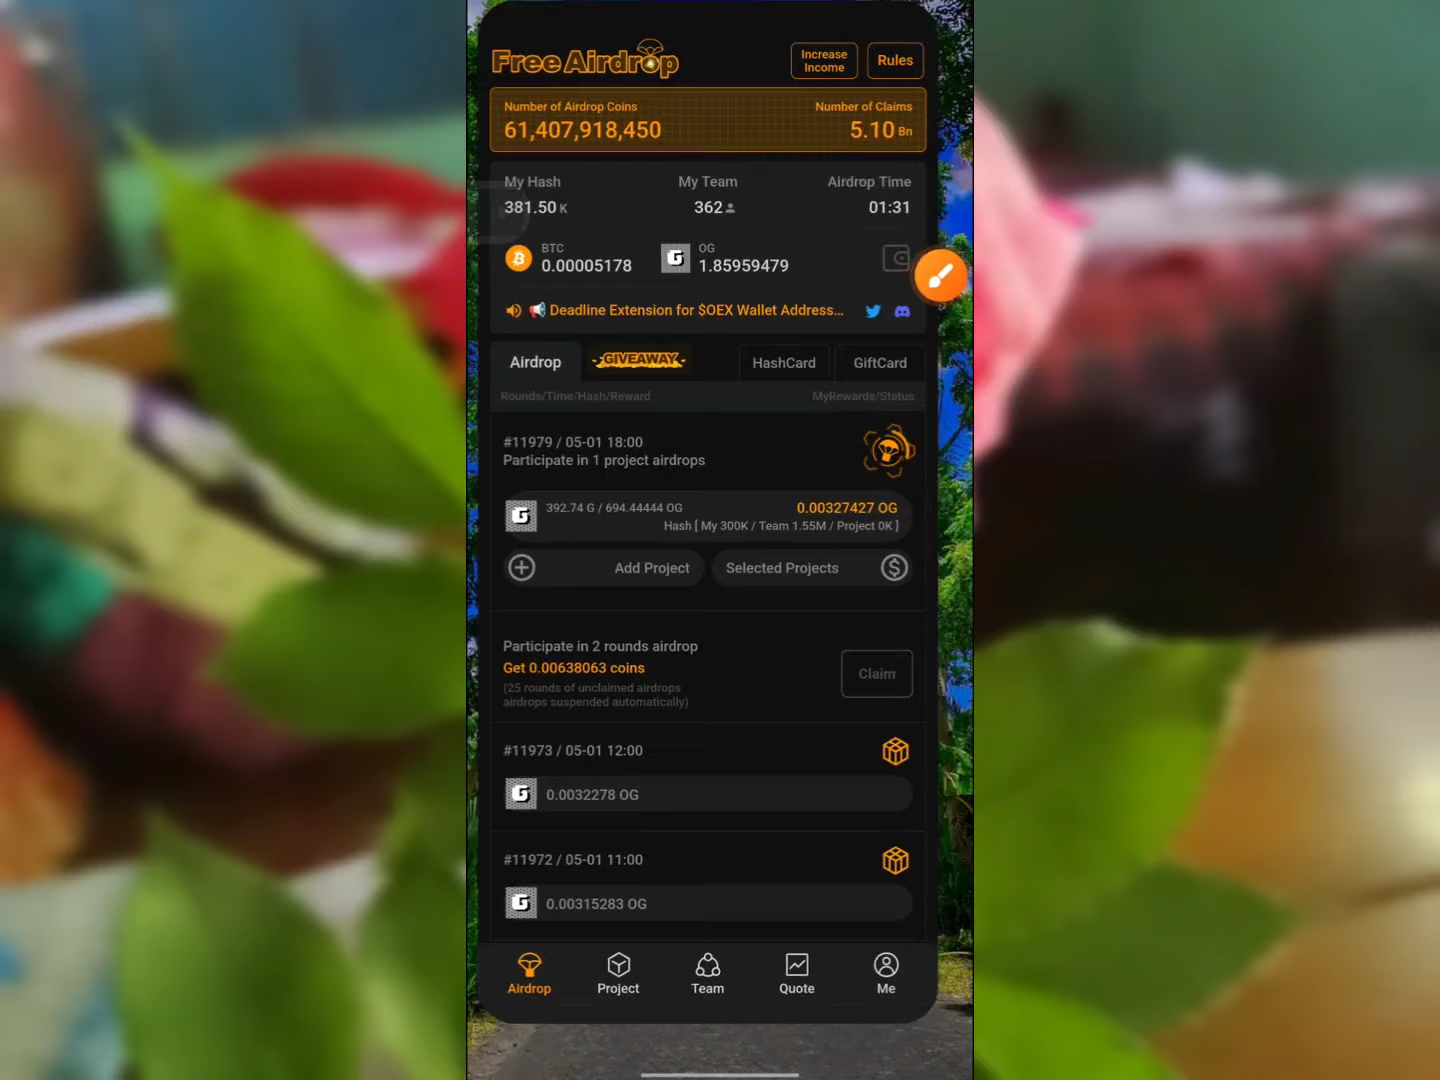 Free Airdrop
Increase
Income
Rules
Number of Airdrop Coins
Number of Claims
61,407,918,450
5.10 Bn
My Hash
My Team
Airdrop Time
381.50 K
362
01:31
BTC
0.00005178
OG
1.85959479
Deadline Extension for $OEX Wallet Address...
Airdrop
GIVEAWAY
HashCard
GiftCard
Rounds/Time/Hash/Reward
MyRewards/Status
#11979 / 05-01 18:00
Participate in 1 project airdrops
392.74 G / 694.44444 OG
0.00327427 OG
Hash [ My 300K / Team 1.55M / Project 0K ]
Add Project
Selected Projects
Participate in 2 rounds airdrop
Get 0.00638063 coins
(25 rounds of unclaimed airdrops
airdrops suspended automatically)
Claim
#11973 / 05-01 12:00
0.0032278 OG
#11972 / 05-01 11:00
0.00315283 OG
Airdrop
Project
Team
Quote
Me